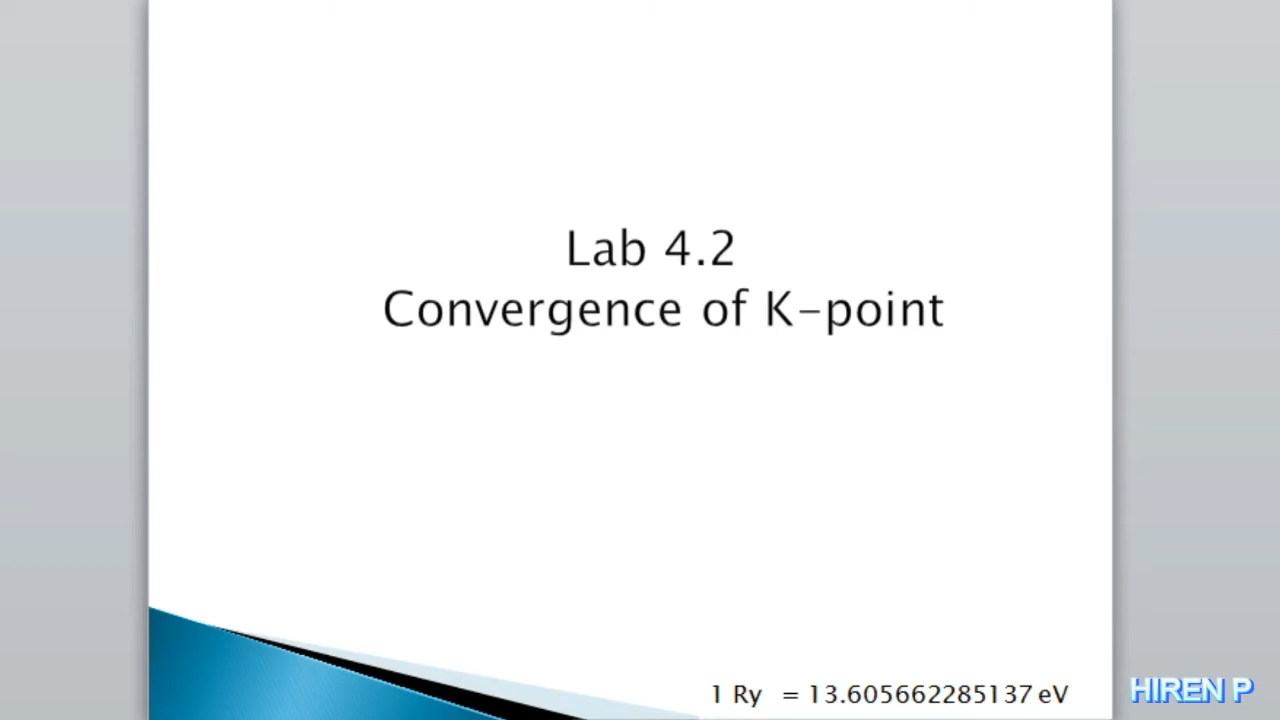 Lab 4.2
Convergence of K-point
1 Ry = 13.605662285137 eV
HIREN P